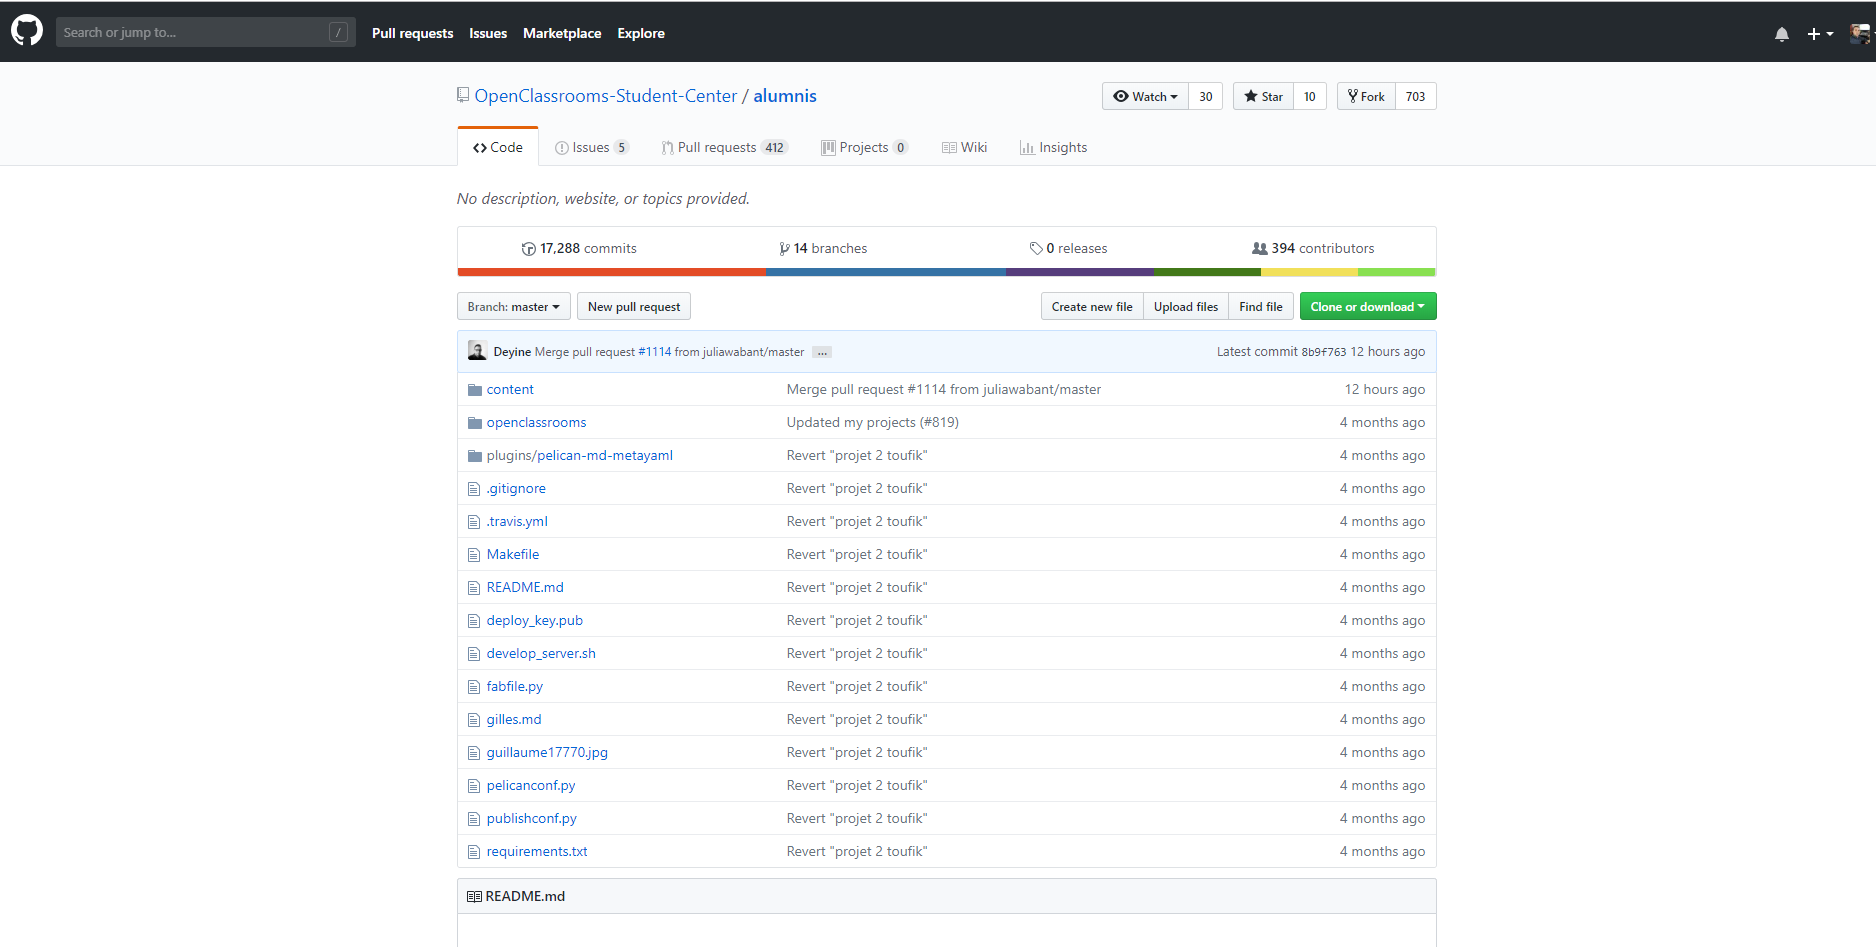 Search or jump to... / Pull requests Issues Marketplace Explore
OpenClassrooms-Student-Center / alumnis Watch 30 Star 10 Fork 703
Code Issues 5 Pull requests 412 Projects 0 Wiki Insights
No description, website, or topics provided.
17,288 commits 14 branches 0 releases 394 contributors
Branch: master New pull request Create new file Upload files Find file Clone or download
Deyine Merge pull request #1114 from juliawabant/master ... Latest commit 8b9f763 12 hours ago
content Merge pull request #1114 from juliawabant/master 12 hours ago
openclassrooms Updated my projects (#819) 4 months ago
plugins/pelican-md-metayaml Revert "projet 2 toufik" 4 months ago
.gitignore Revert "projet 2 toufik" 4 months ago
.travis.yml Revert "projet 2 toufik" 4 months ago
Makefile Revert "projet 2 toufik" 4 months ago
README.md Revert "projet 2 toufik" 4 months ago
deploy_key.pub Revert "projet 2 toufik" 4 months ago
develop_server.sh Revert "projet 2 toufik" 4 months ago
fabfile.py Revert "projet 2 toufik" 4 months ago
gilles.md Revert "projet 2 toufik" 4 months ago
guillaume17770.jpg Revert "projet 2 toufik" 4 months ago
pelicanconf.py Revert "projet 2 toufik" 4 months ago
publishconf.py Revert "projet 2 toufik" 4 months ago
requirements.txt Revert "projet 2 toufik" 4 months ago
README.md